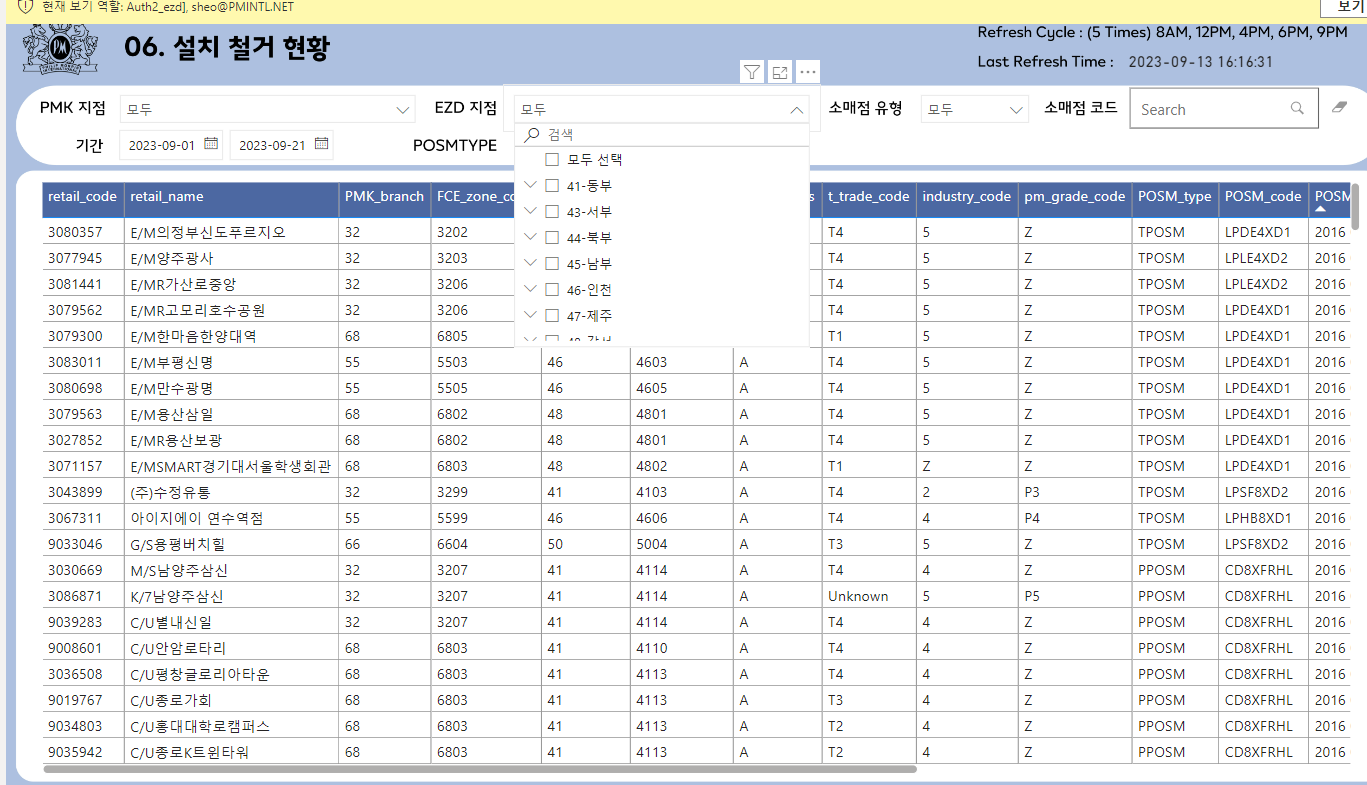 현재 보기 역할: Auth2_ezd], sheo@PMINTL.NET 보기
06. 설치 철거 현황
Refresh Cycle : (5 Times) 8AM, 12PM, 4PM, 6PM, 9PM
Last Refresh Time : 2023-09-13 16:16:31
PMK 지점 모두 EZD 지점 모두 소매점 유형 모두 소매점 코드 Search
기간 2023-09-01 2023-09-21 POSMTYPE
검색
모두 선택
41-동부
43-서부
44-북부
45-남부
46-인천
47-제주
retail_code retail_name PMK_branch FCE_zone_co t_trade_code industry_code pm_grade_code POSM_type POSM_code POSM
3080357 E/M의정부신도푸르지오 32 3202 T4 5 Z TPOSM LPDE4XD1 2016
3077945 E/M양주광사 32 3203 T4 5 Z TPOSM LPLE4XD2 2016
3081441 E/MR가산로중앙 32 3206 T4 5 Z TPOSM LPLE4XD2 2016
3079562 E/MR고모리호수공원 32 3206 T4 5 Z TPOSM LPDE4XD1 2016
3079300 E/M한마음한양대역 68 6805 T1 5 Z TPOSM LPDE4XD1 2016
3083011 E/M부평신명 55 5503 46 4603 A T4 5 Z TPOSM LPDE4XD1 2016
3080698 E/M만수광명 55 5505 46 4605 A T4 5 Z TPOSM LPDE4XD1 2016
3079563 E/M용산삼일 68 6802 48 4801 A T4 5 Z TPOSM LPDE4XD1 2016
3027852 E/MR용산보광 68 6802 48 4801 A T4 5 Z TPOSM LPDE4XD1 2016
3071157 E/MSMART경기대서울학생회관 68 6803 48 4802 A T1 Z Z TPOSM LPDE4XD1 2016
3043899 (주)수정유통 32 3299 41 4103 A T4 2 P3 TPOSM LPSF8XD2 2016
3067311 아이지에이 연수역점 55 5599 46 4606 A T4 4 P4 TPOSM LPHB8XD1 2016
9033046 G/S용평버치힐 66 6604 50 5004 A T3 5 Z TPOSM LPSF8XD2 2016
3030669 M/S남양주삼신 32 3207 41 4114 A T4 4 Z PPOSM CD8XFRHL 2016
3086871 K/7남양주삼신 32 3207 41 4114 A Unknown 5 P5 PPOSM CD8XFRHL 2016
9039283 C/U별내신일 32 3207 41 4114 A T4 4 Z PPOSM CD8XFRHL 2016
9008601 C/U안암로타리 68 6803 41 4110 A T4 4 Z PPOSM CD8XFRHL 2016
3036508 C/U평창글로리아타운 68 6803 41 4113 A T4 4 Z PPOSM CD8XFRHL 2016
9019767 C/U종로가회 68 6803 41 4113 A T3 4 Z PPOSM CD8XFRHL 2016
9034803 C/U홍대대학로캠퍼스 68 6803 41 4113 A T2 4 Z PPOSM CD8XFRHL 2016
9035942 C/U종로K트윈타워 68 6803 41 4113 A T2 4 Z PPOSM CD8XFRHL 2016